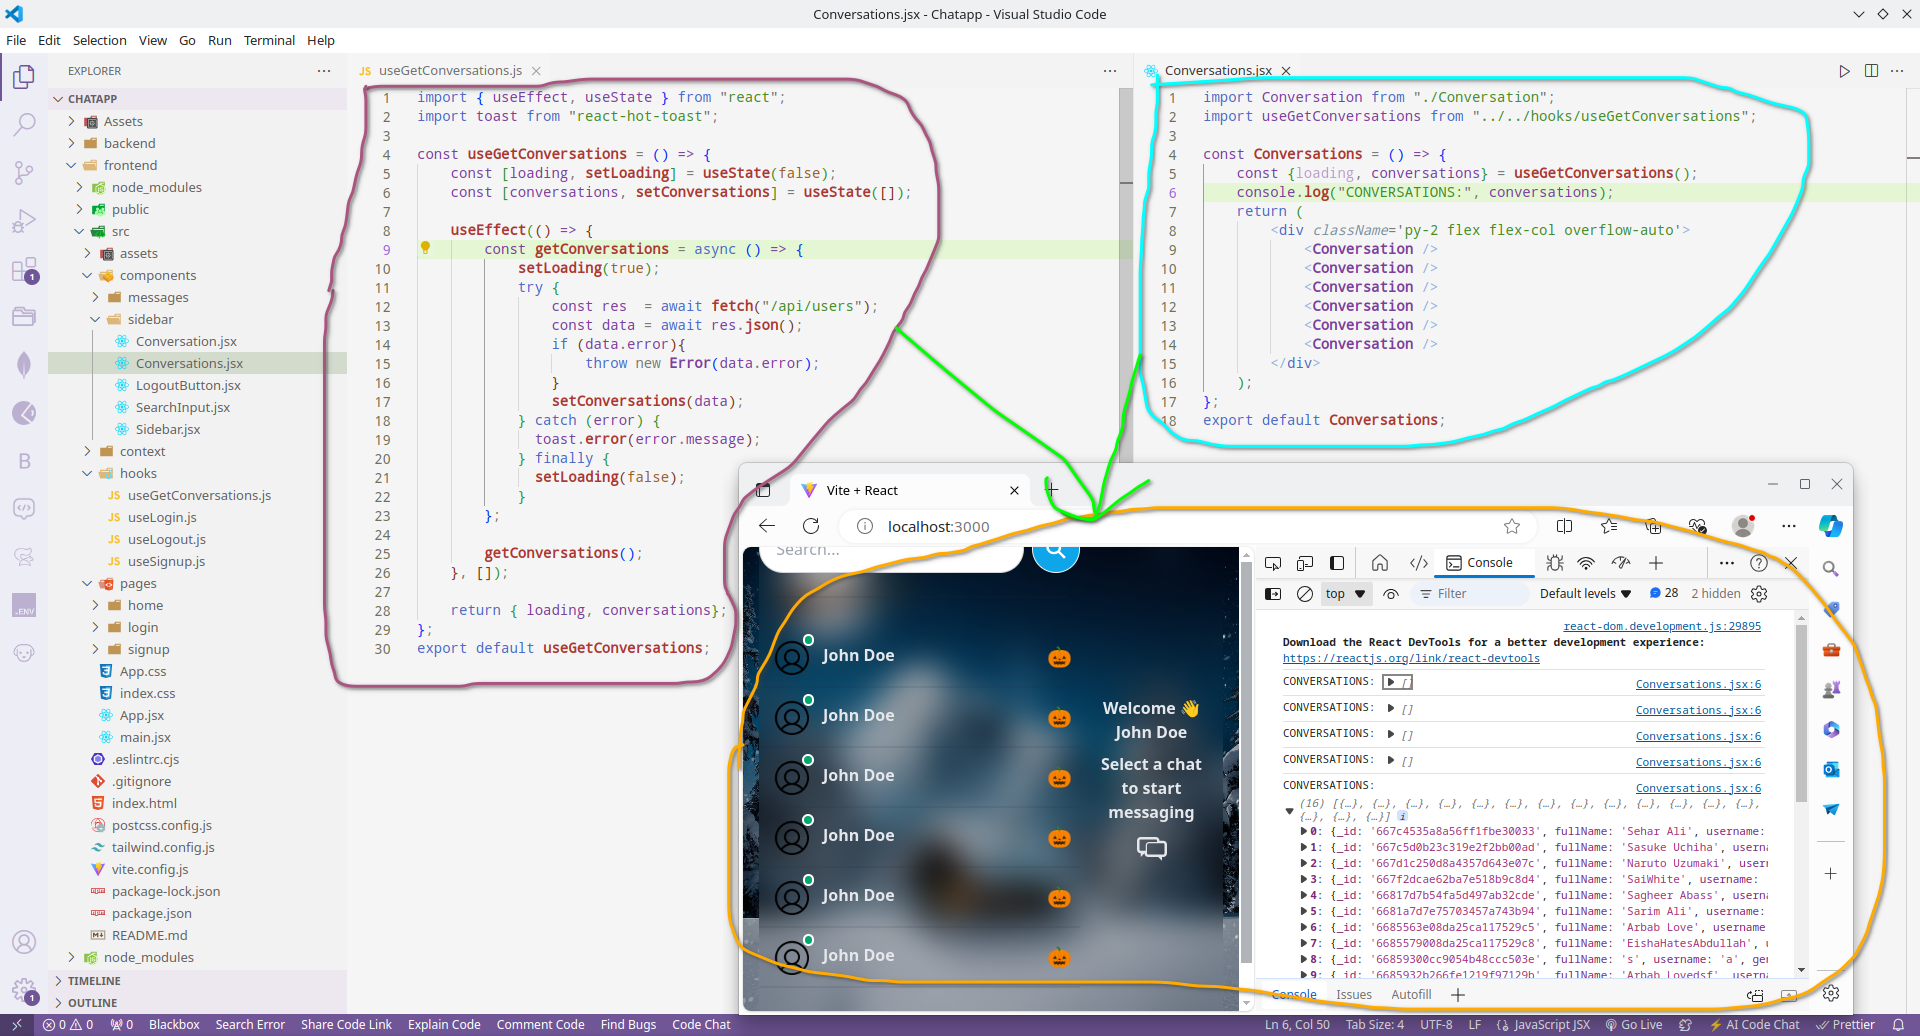 Conversations.jsx - Chatapp - Visual Studio Code
File Edit Selection View Go Run Terminal Help
EXPLORER
CHATAPP
Assets
backend
frontend
node_modules
public
src
assets
components
messages
sidebar
Conversation.jsx
Conversations.jsx
LogoutButton.jsx
SearchInput.jsx
Sidebar.jsx
context
hooks
JS useGetConversations.js
JS useLogin.js
JS useLogout.js
JS useSignup.js
pages
home
login
signup
App.css
index.css
App.jsx
main.jsx
.eslintrc.cjs
.gitignore
index.html
postcss.config.js
tailwind.config.js
vite.config.js
package-lock.json
package.json
README.md
node_modules
TIMELINE
OUTLINE
1
B
.ENV
1
JS useGetConversations.js
1 import { useEffect, useState } from "react";
2 import toast from "react-hot-toast";
3
4 const useGetConversations = () => {
5 const [loading, setLoading] = useState(false);
6 const [conversations, setConversations] = useState([]);
7
8 useEffect(() => {
9 const getConversations = async () => {
10 setLoading(true);
11 try {
12 const res  = await fetch("/api/users");
13 const data = await res.json();
14 if (data.error){
15 throw new Error(data.error);
16 }
17 setConversations(data);
18 } catch (error) {
19 toast.error(error.message);
20 } finally {
21 setLoading(false);
22 }
23 };
24
25 getConversations();
26 }, []);
27
28 return { loading, conversations};
29 };
30 export default useGetConversations;
Conversations.jsx
1 import Conversation from "./Conversation";
2 import useGetConversations from "../../hooks/useGetConversations";
3
4 const Conversations = () => {
5 const {loading, conversations} = useGetConversations();
6 console.log("CONVERSATIONS:", conversations);
7 return (
8 <div className='py-2 flex flex-col overflow-auto'>
9 <Conversation />
10 <Conversation />
11 <Conversation />
12 <Conversation />
13 <Conversation />
14 <Conversation />
15 </div>
16 );
17 };
18 export default Conversations;
Vite + React
localhost:3000
Search...
John Doe
John Doe
John Doe
John Doe
John Doe
John Doe
Welcome 👋
John Doe
Select a chat
to start
messaging
Console
top Filter Default levels 28 2 hidden
react-dom.development.js:29895
Download the React DevTools for a better development experience:
https://reactjs.org/link/react-devtools
CONVERSATIONS: [] Conversations.jsx:6
CONVERSATIONS: [] Conversations.jsx:6
CONVERSATIONS: [] Conversations.jsx:6
CONVERSATIONS: [] Conversations.jsx:6
CONVERSATIONS: Conversations.jsx:6
(16) [{…}, {…}, {…}, {…}, {…}, {…}, {…}, {…}, {…}, {…}, {…}, {…}, {…},
{…}, {…}, {…}] i
0: {_id: '667c4535a8a56ff1fbe30033', fullName: 'Sehar Ali', username:
1: {_id: '667c5d0b23c319e2f2bb00ad', fullName: 'Sasuke Uchiha', usern
2: {_id: '667d1c250d8a4357d643e07c', fullName: 'Naruto Uzumaki', usern
3: {_id: '667f2dcae62ba7e518b9c8d4', fullName: 'SaiWhite', username:
4: {_id: '66817d7b54fa5d497ab32cde', fullName: 'Sagheer Abass', userna
5: {_id: '6681a7d7e75703457a743b94', fullName: 'Sarim Ali', username:
6: {_id: '6685563e08da25ca117529c5', fullName: 'Arbab Love', username
7: {_id: '6685579008da25ca117529c8', fullName: 'EishaHatesAbdullah', u
8: {_id: '66859300cc9054b48ccc503e', fullName: 's', username: 'a', gen
9: {_id: '6685932b266fe1219f97129b', fullName: 'Arbab Lovedsf', userna
Console Issues Autofill
0 0 0 Blackbox Search Error Share Code Link Explain Code Comment Code Find Bugs Code Chat Ln 6, Col 50 Tab Size: 4 UTF-8 LF JavaScript JSX Go Live AI Code Chat Prettier